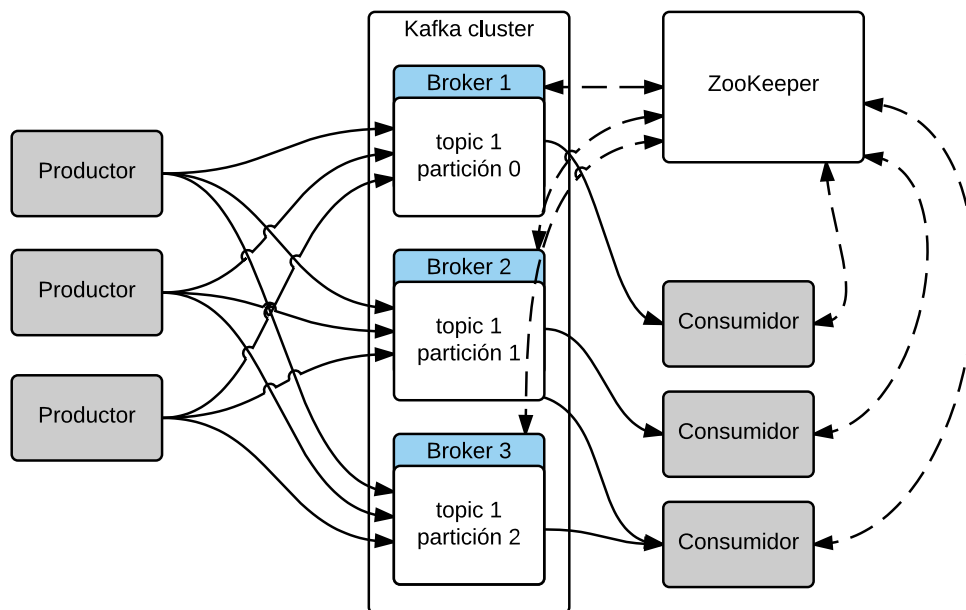 Kafka cluster
Broker 1
topic 1
partición 0
ZooKeeper
Productor
Productor
Productor
Broker 2
topic 1
partición 1
Broker 3
topic 1
partición 2
Consumidor
Consumidor
Consumidor